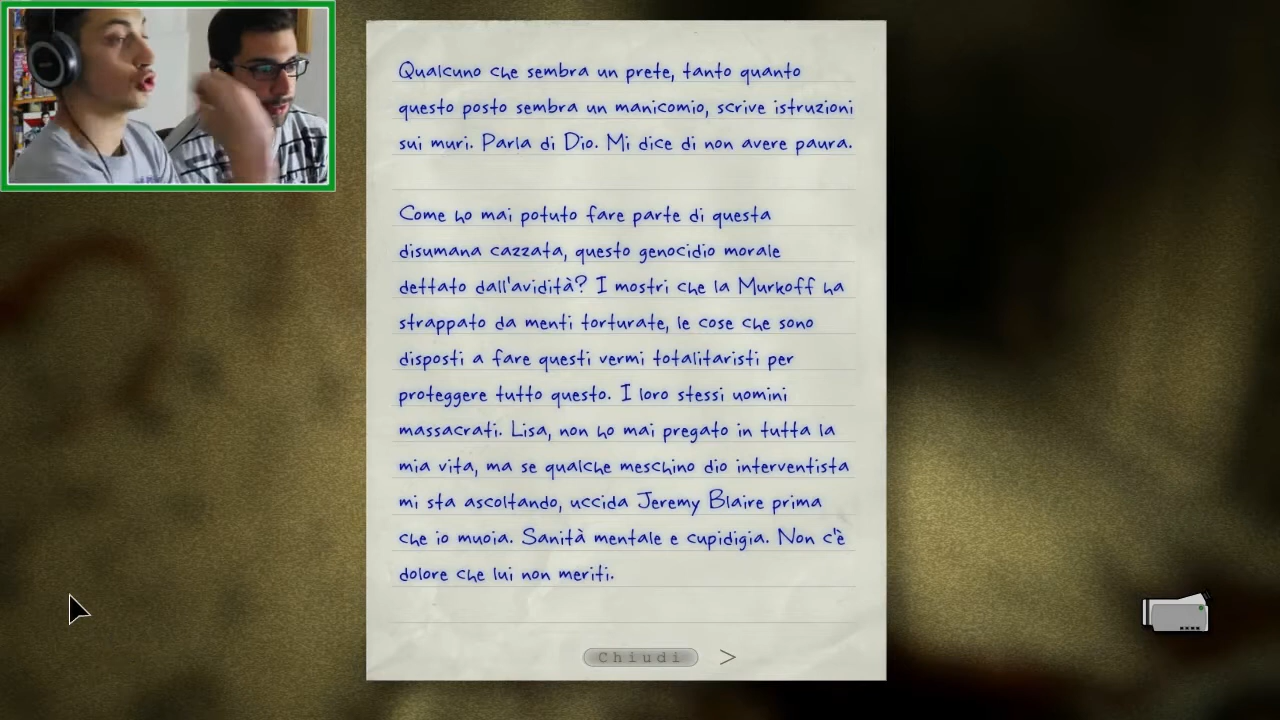 Qualcuno che sembra un prete, tanto quanto
questo posto sembra un manicomio, scrive istruzioni
sui muri. Parla di Dio. Mi dice di non avere paura.
Come ho mai potuto fare parte di questa
disumana cazzata, questo genocidio morale
dettato dall'avidità? I mostri che la Murkoff ha
strappato da menti torturate, le cose che sono
disposti a fare questi vermi totalitaristi per
proteggere tutto questo. I loro stessi uomini
massacrati. Lisa, non ho mai pregato in tutta la
mia vita, ma se qualche meschino dio interventista
mi sta ascoltando, uccida Jeremy Blaire prima
che io muoia. Sanità mentale e cupidigia. Non c'è
dolore che lui non meriti.
Chiudi >